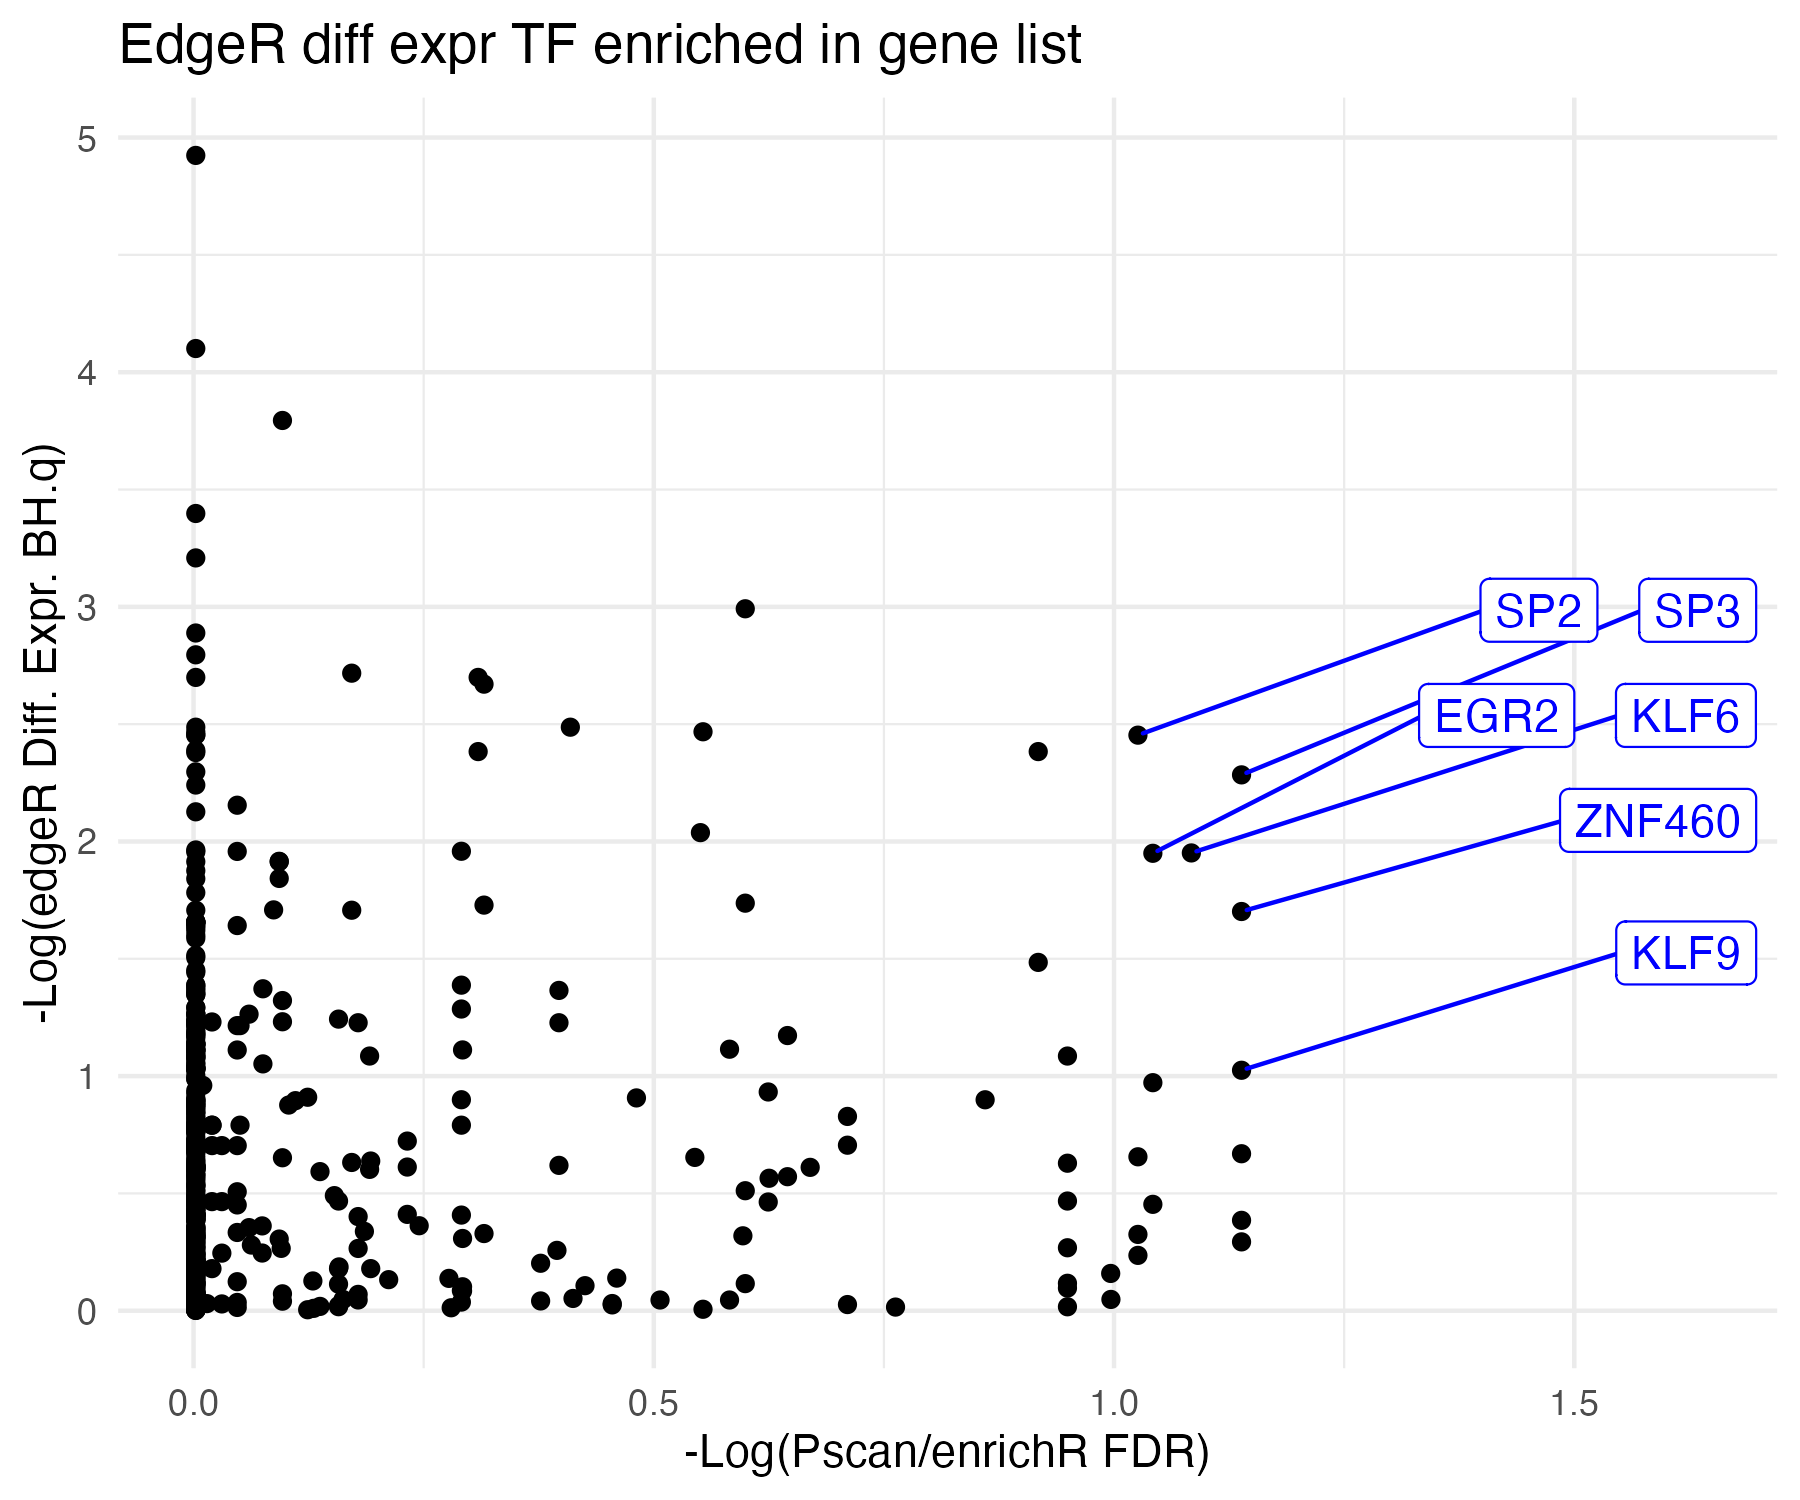 EdgeR diff expr TF enriched in gene list
-Log(edgeR Diff. Expr. BH.q)
5
4
3
2
1
0
SP2
SP3
EGR2
KLF6
ZNF460
KLF9
0.0
0.5
1.0
1.5
-Log(Pscan/enrichR FDR)